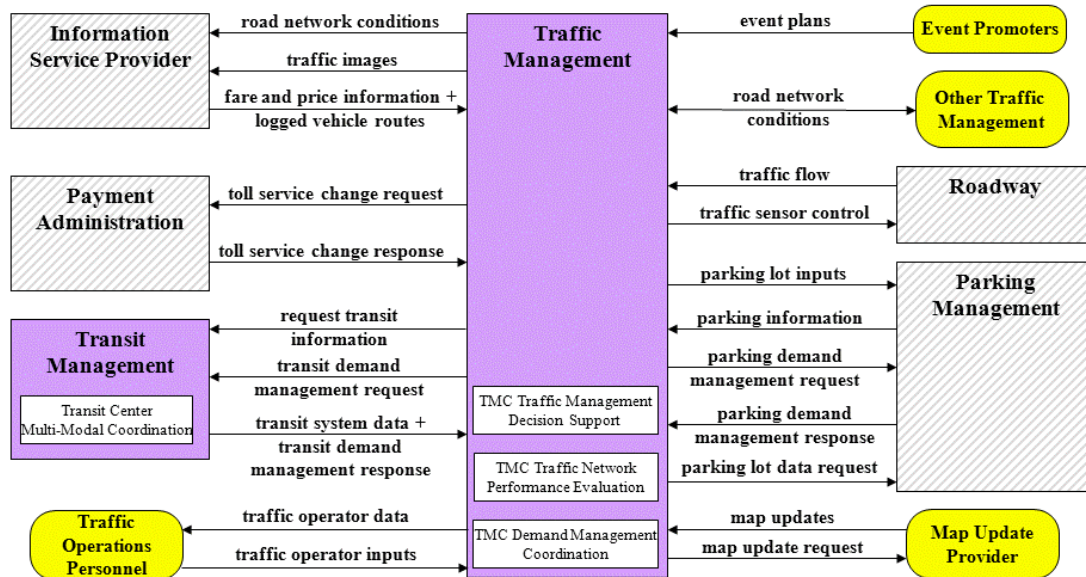 Information
Service Provider
road network conditions
traffic images
fare and price information +
logged vehicle routes
Traffic
Management
event plans
Event Promoters
road network
conditions
Other Traffic
Management
Payment
Administration
toll service change request
toll service change response
traffic flow
traffic sensor control
Roadway
Transit
Management
Transit Center
Multi-Modal Coordination
request transit
information
transit demand
management request
transit system data +
transit demand
management response
parking lot inputs
parking information
parking demand
management request
parking demand
management response
parking lot data request
Parking
Management
TMC Traffic Management
Decision Support
TMC Traffic Network
Performance Evaluation
TMC Demand Management
Coordination
Traffic
Operations
Personnel
traffic operator data
traffic operator inputs
map updates
map update request
Map Update
Provider